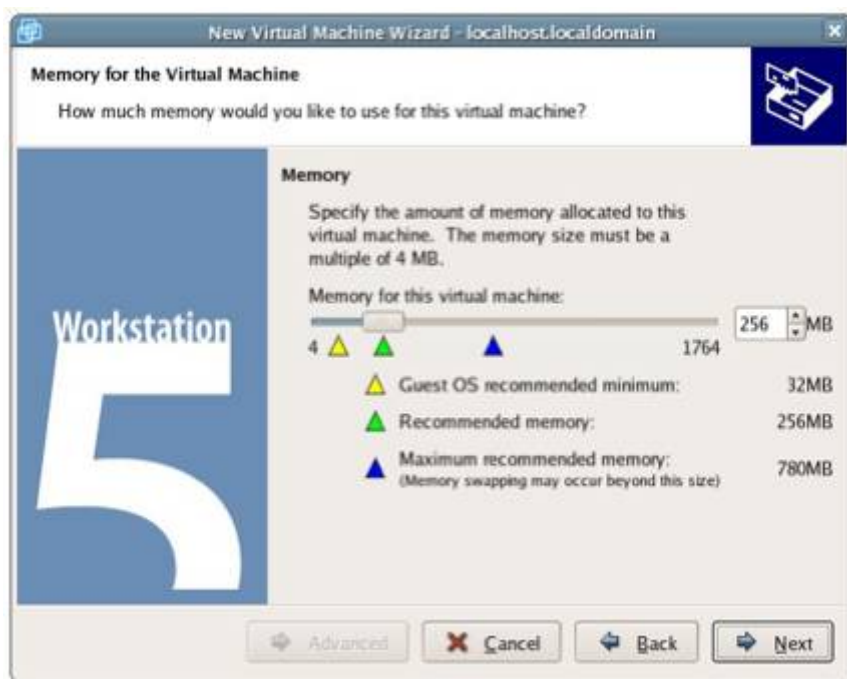 New Virtual Machine Wizard - localhost.localdomain
Memory for the Virtual Machine
How much memory would you like to use for this virtual machine?
Workstation
5
Memory
Specify the amount of memory allocated to this
virtual machine. The memory size must be a
multiple of 4 MB.
Memory for this virtual machine:
256 MB
4 1764
Guest OS recommended minimum: 32MB
Recommended memory: 256MB
Maximum recommended memory: 780MB
(Memory swapping may occur beyond this size)
Advanced Cancel Back Next